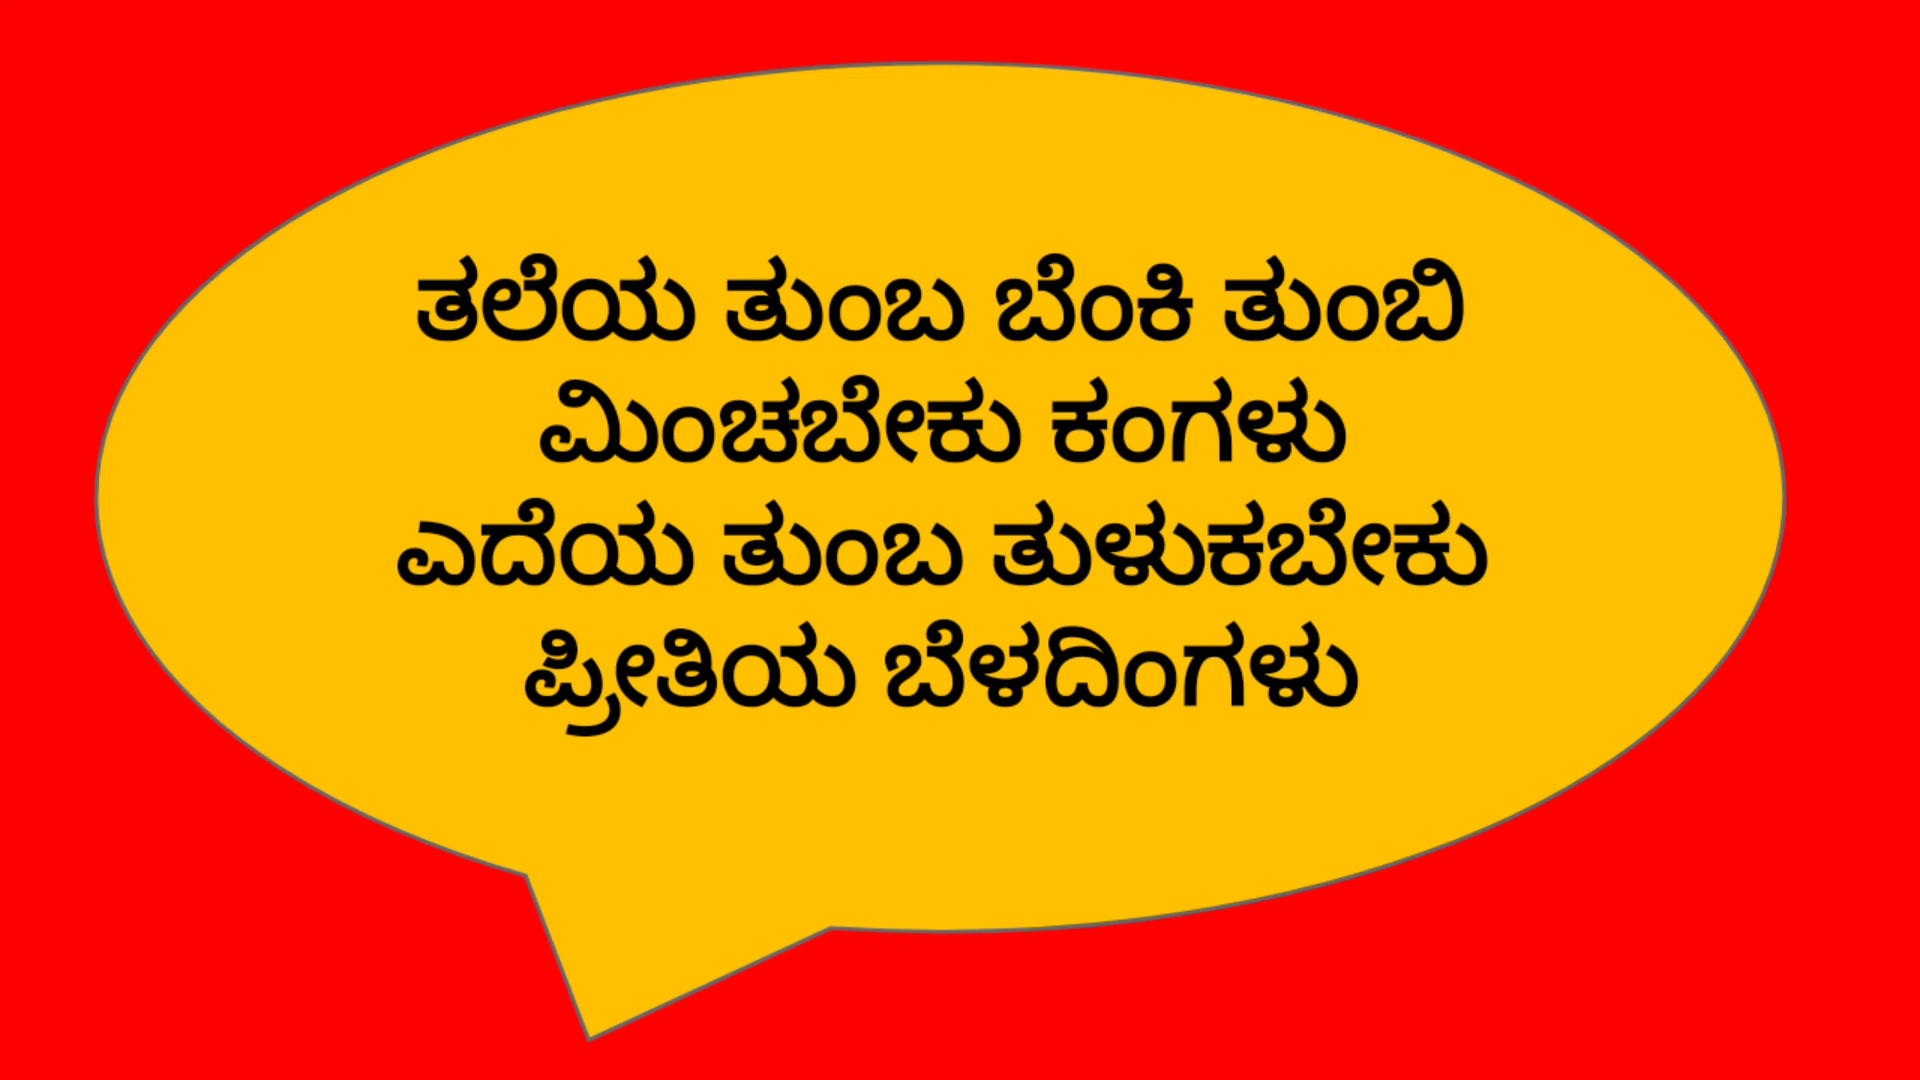 ತಲೆಯ ತುಂಬ ಬೆಂಕಿ ತುಂಬಿ
ಮಿಂಚಬೇಕು ಕಂಗಳು
ಎದೆಯ ತುಂಬ ತುಳುಕಬೇಕು
ಪ್ರೀತಿಯ ಬೆಳದಿಂಗಳು